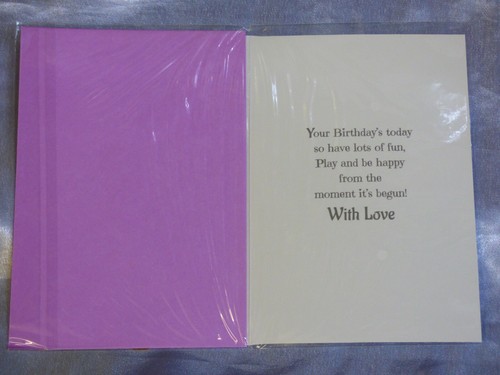 Your Birthday's today
so have lots of fun,
Play and be happy
from the
moment it's begun!
With Love